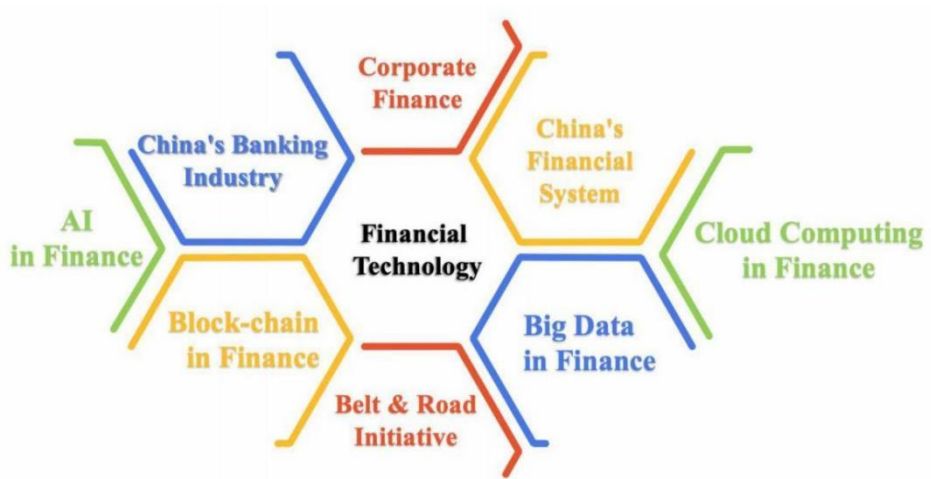 Corporate
Finance
China's Banking
Industry
China's
Financial
System
AI
in Finance
Financial
Technology
Cloud Computing
in Finance
Block-chain
in Finance
Big Data
in Finance
Belt & Road
Initiative